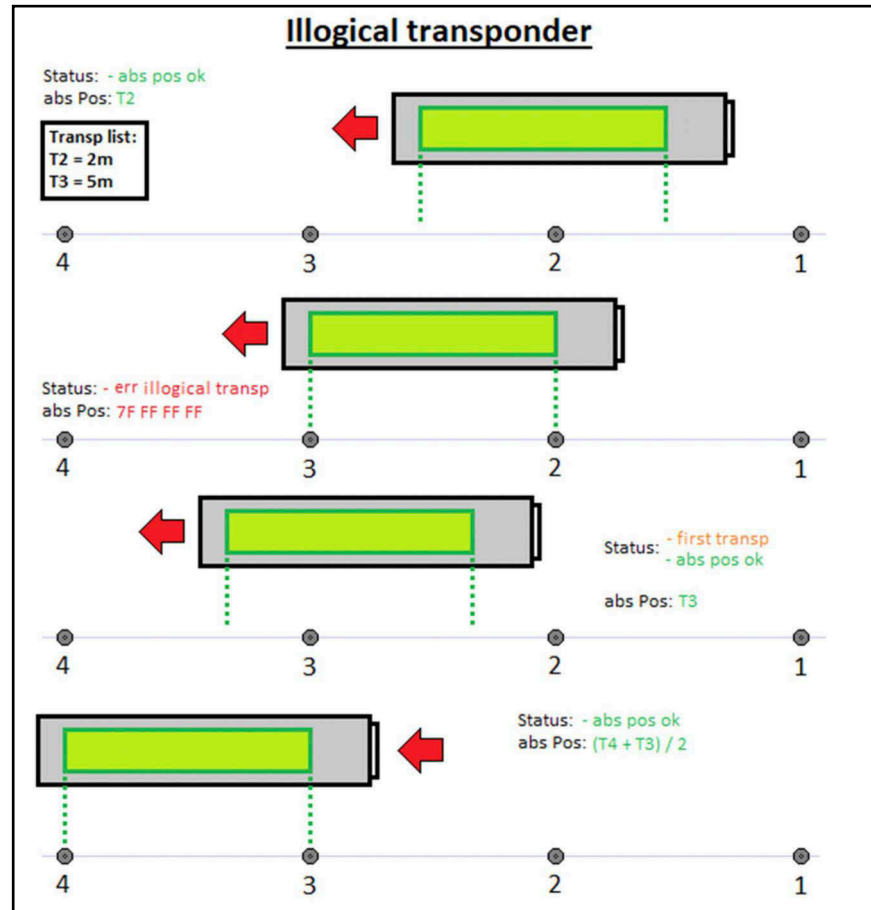 Illogical transponder
Status: - abs pos ok
abs Pos: T2
Transp list:
T2 = 2m
T3 = 5m
4 3 2 1
Status: - err illogical transp
abs Pos: 7F FF FF FF
4 3 2 1
Status: - first transp
- abs pos ok
abs Pos: T3
4 3 2 1
Status: - abs pos ok
abs Pos: (T4 + T3) / 2
4 3 2 1